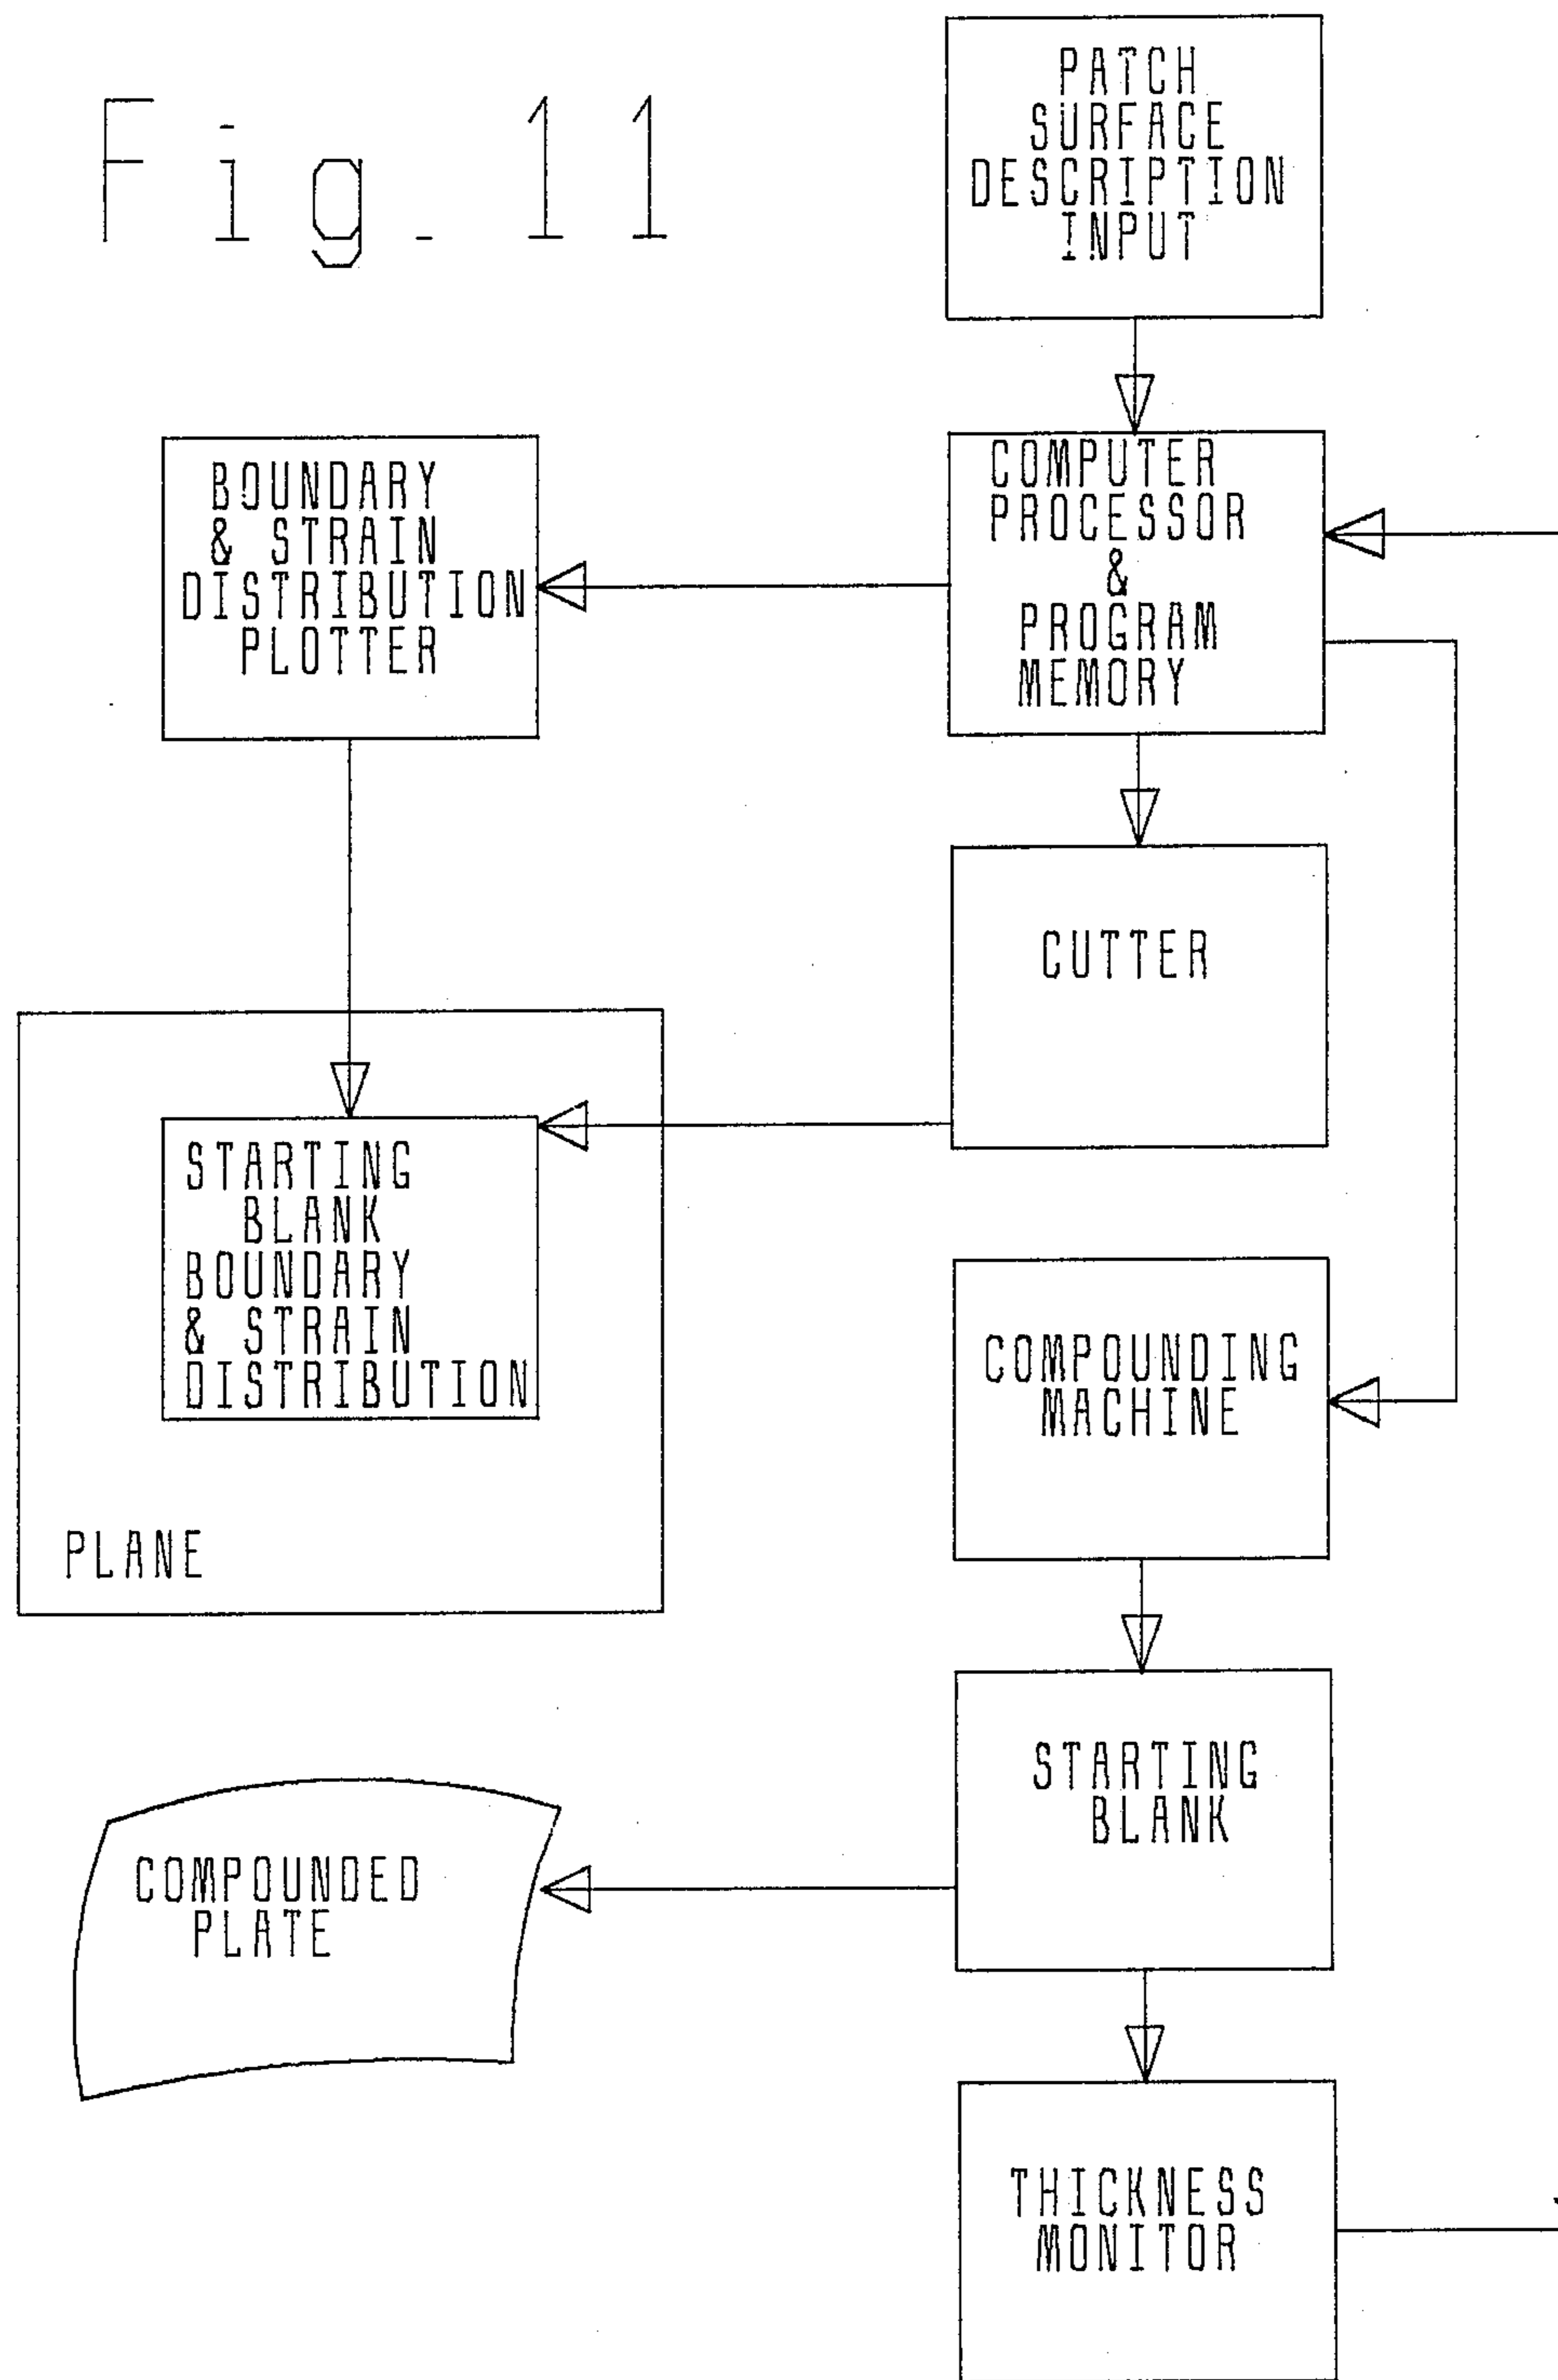 Fig. 11
PATCH
SURFACE
DESCRIPTION
INPUT
BOUNDARY
& STRAIN
DISTRIBUTION
PLOTTER
COMPUTER
PROCESSOR
&
PROGRAM
MEMORY
CUTTER
STARTING
BLANK
BOUNDARY
& STRAIN
DISTRIBUTION
PLANE
COMPOUNDING
MACHINE
STARTING
BLANK
COMPOUNDED
PLATE
THICKNESS
MONITOR